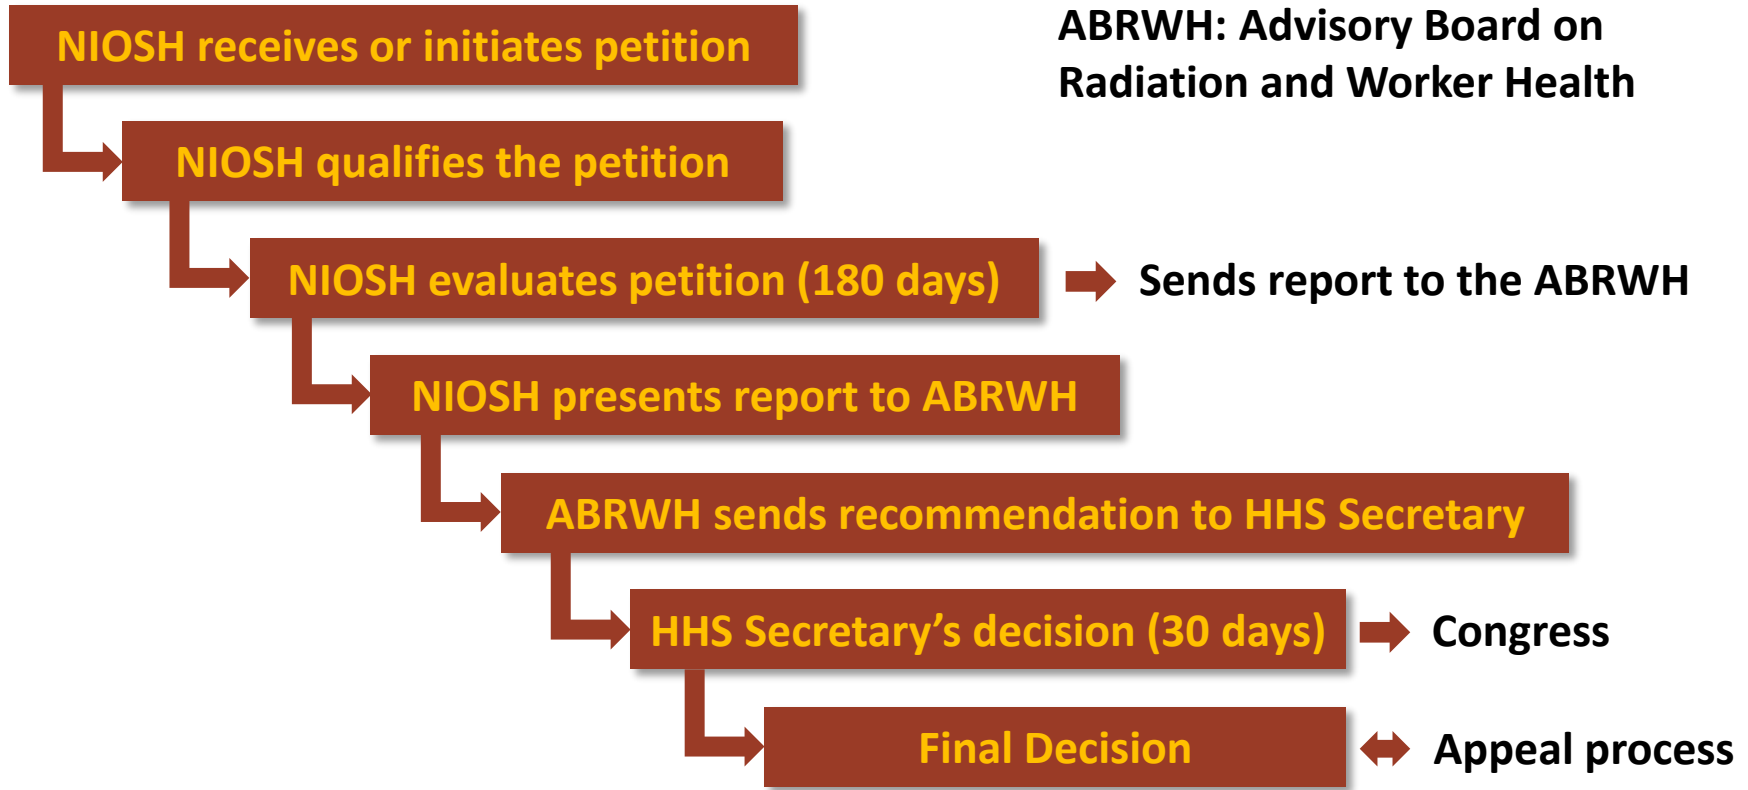 NIOSH receives or initiates petition
ABRWH: Advisory Board on
Radiation and Worker Health
NIOSH qualifies the petition
NIOSH evaluates petition (180 days)
Sends report to the ABRWH
NIOSH presents report to ABRWH
ABRWH sends recommendation to HHS Secretary
HHS Secretary’s decision (30 days)
Congress
Final Decision
Appeal process